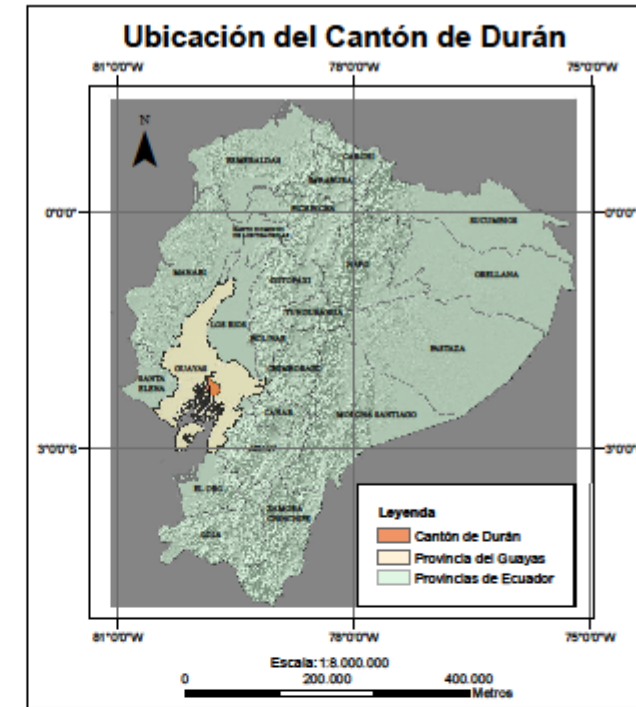 Ubicación del Cantón de Durán
81°0'0"W 78°0'0"W 75°0'0"W
N
ESMERALDAS
CARCHI
IMBABURA
0°0'0" 0°0'0"
PICHINCHA
SUCUMBIOS
MANABI
NAPO
ORELLANA
COTOPAXI
TUNGURAHUA
LOS RIOS
BOLIVAR
PASTAZA
GUAYAS
CHIMBORAZO
SANTA
ELENA
CAÑAR
MORONA SANTIAGO
3°0'0"S 3°0'0"S
EL ORO
ZAMORA
CHINCHIPE
LOJA
Leyenda
Cantón de Durán
Provincia del Guayas
Provincias de Ecuador
81°0'0"W 78°0'0"W 75°0'0"W
Escala: 1:8.000.000
0 200.000 400.000
Metros